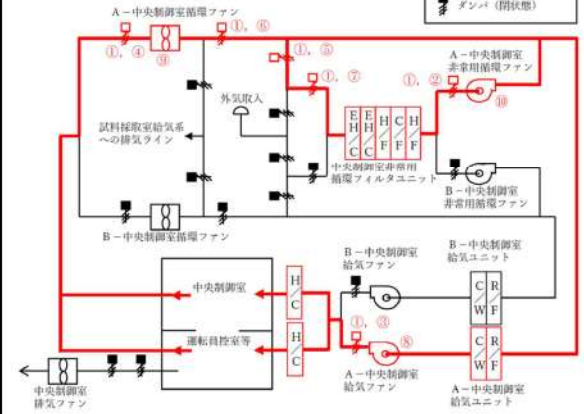 ダンパ（閉状態）
A－中央制御室循環ファン
①，⑥
①，④
⑨
①，⑤
①，⑦
①，②
A－中央制御室
非常用循環ファン
⑩
外気取入
試料採取室給気系
への排気ライン
EH/C
EH/C
H/F
C/F
H/F
中央制御室非常用
循環フィルタユニット
B－中央制御室
非常用循環ファン
B－中央制御室循環ファン
B－中央制御室
給気ファン
B－中央制御室
給気ユニット
中央制御室
H/C
C/W
R/F
①，③
⑧
運転員控室等
H/C
C/W
R/F
中央制御室
排気ファン
A－中央制御室
給気ファン
A－中央制御室
給気ユニット